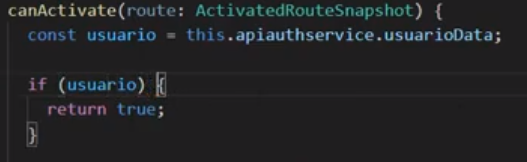 canActivate(route: ActivatedRouteSnapshot) {
const usuario = this.apiauthservice.usuarioData;
if (usuario) {
return true;
}